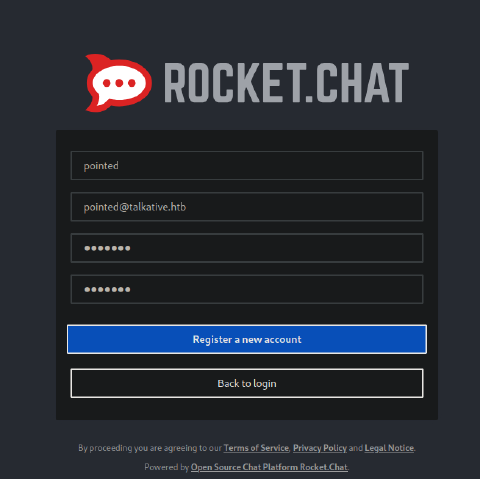 ROCKET.CHAT
pointed
pointed@talkative.htb
●●●●●●●
●●●●●●●
Register a new account
Back to login
By proceeding you are agreeing to our Terms of Service, Privacy Policy and Legal Notice.
Powered by Open Source Chat Platform Rocket.Chat.